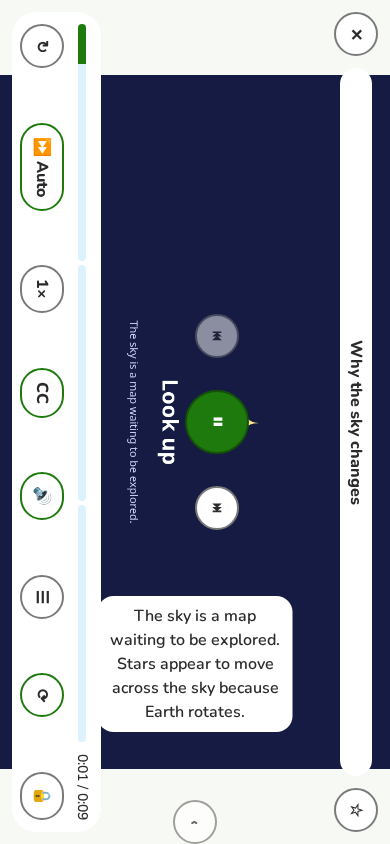 Why the sky changes
Look up
The sky is a map waiting to be explored.
The sky is a map
waiting to be explored.
Stars appear to move
across the sky because
Earth rotates.
0:01 / 0:09
Auto
1×
CC